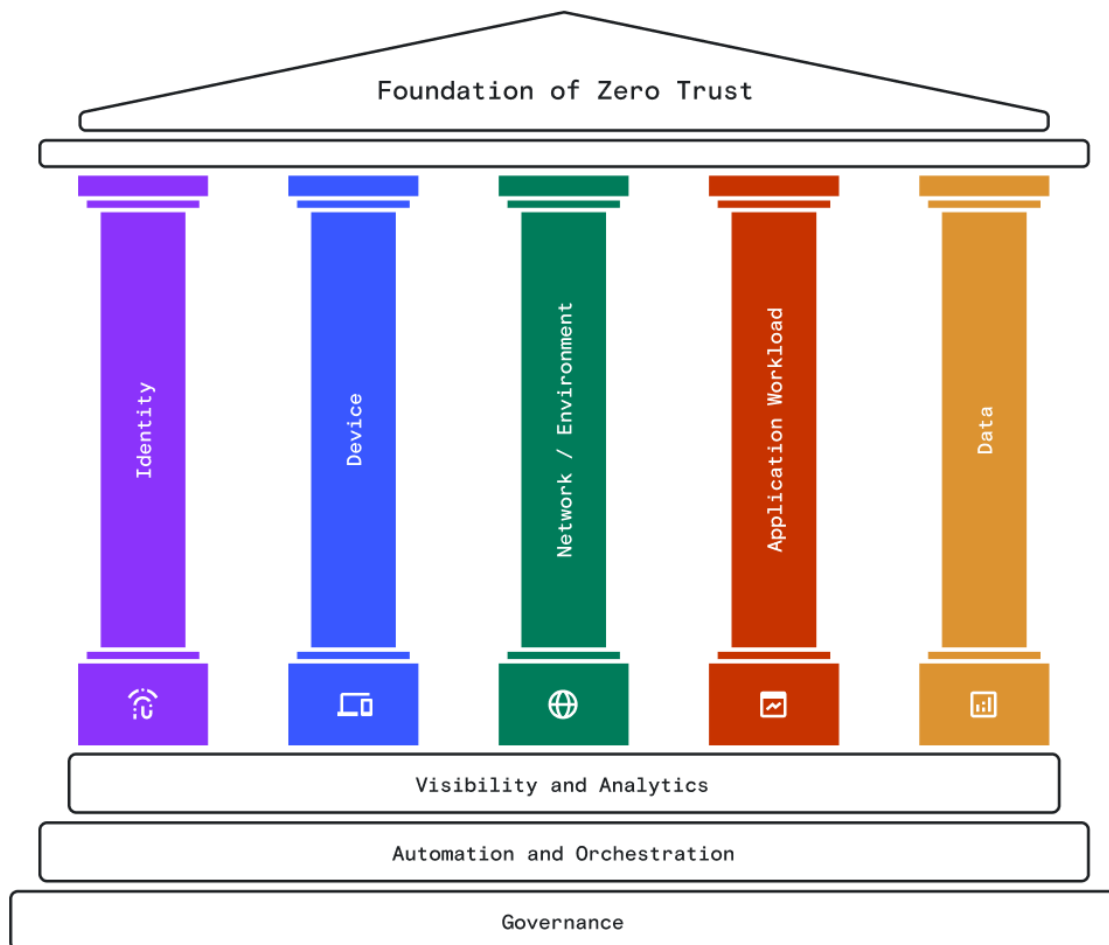 Foundation of Zero Trust
Identity
Device
Network / Environment
Application Workload
Data
Visibility and Analytics
Automation and Orchestration
Governance